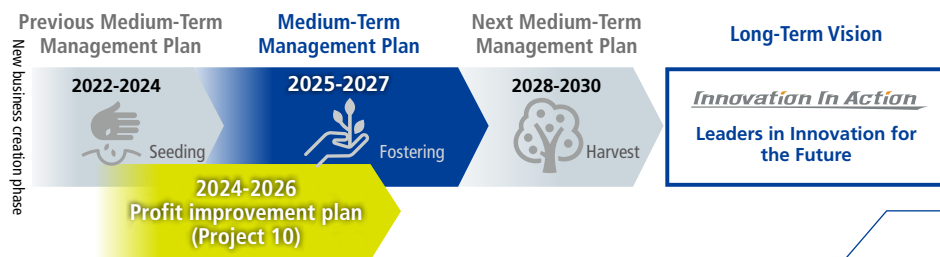 Previous Medium-Term
Management Plan
Medium-Term
Management Plan
Next Medium-Term
Management Plan
Long-Term Vision
New business creation phase
2022-2024
Seeding
2025-2027
Fostering
2028-2030
Harvest
Innovation In Action
Leaders in Innovation for
the Future
2024-2026
Profit improvement plan
(Project 10)